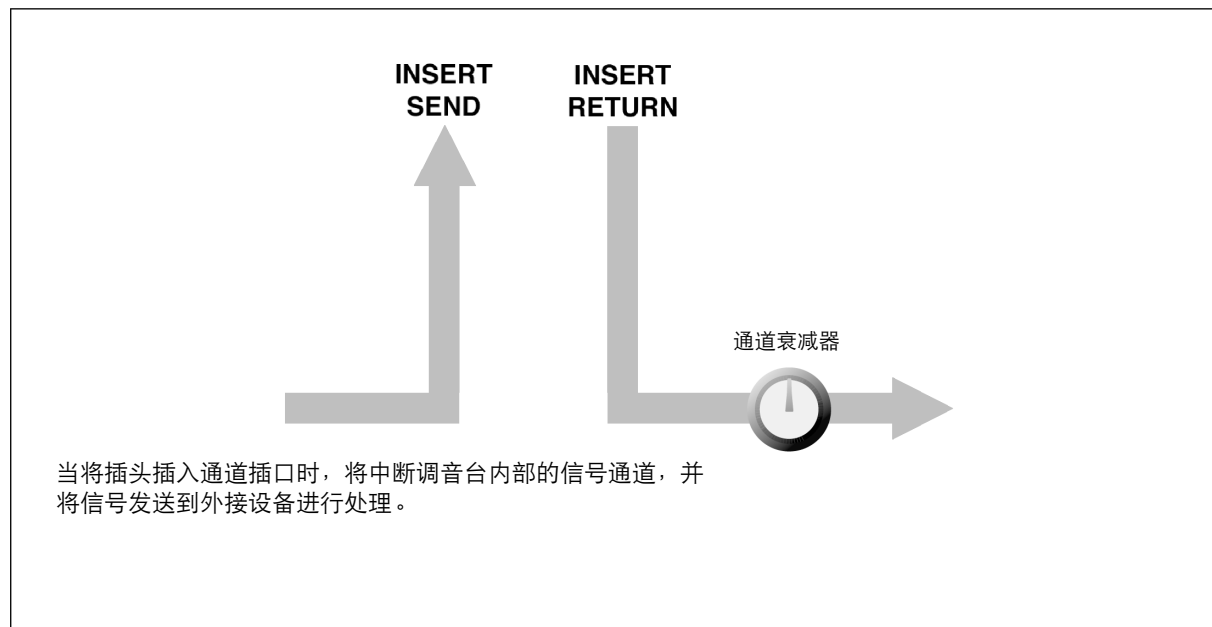 INSERT
SEND
INSERT
RETURN
通道衰减器
当将插头插入通道插口时，将中断调音台内部的信号通道，并
将信号发送到外接设备进行处理。